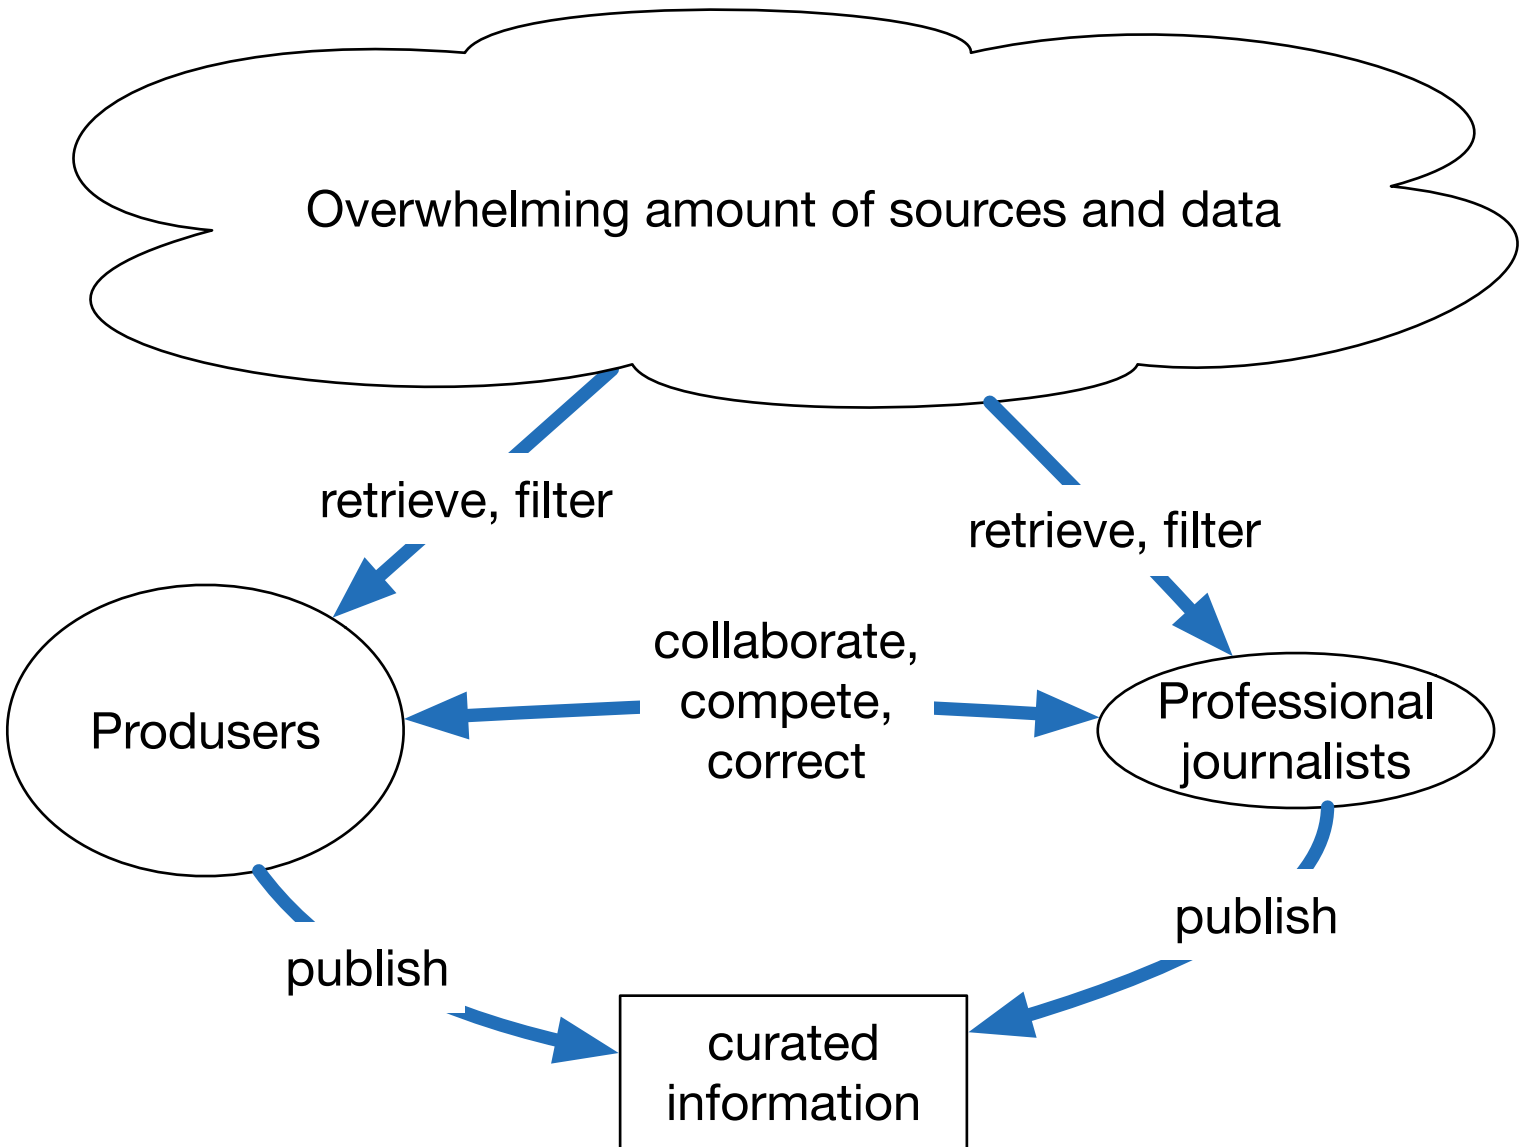 Overwhelming amount of sources and data
retrieve, filter
retrieve, filter
collaborate,
compete,
correct
Produsers
Professional
journalists
publish
publish
curated
information